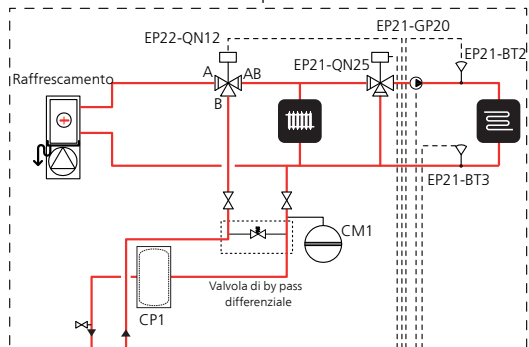 EP22-QN12
EP21-GP20
EP21-QN25
EP21-BT2
Raffrescamento
A
AB
B
EP21-BT3
CM1
Valvola di by pass
differenziale
CP1